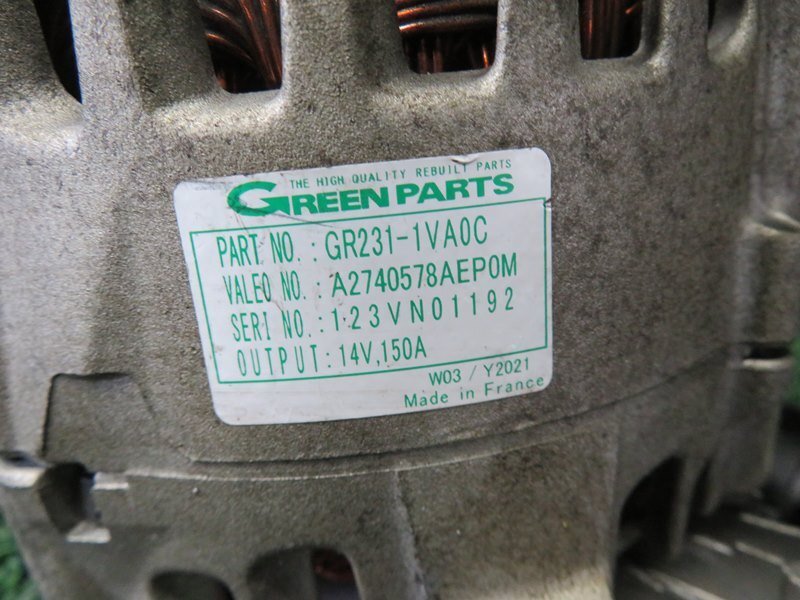 THE HIGH QUALITY REBUILT PARTS
GREEN PARTS
PART NO. : GR231-1VA0C
VALEO NO. : A2740578AEP0M
SERI NO. : 123VN01192
OUTPUT : 14V, 150A
W03 / Y2021
Made in France